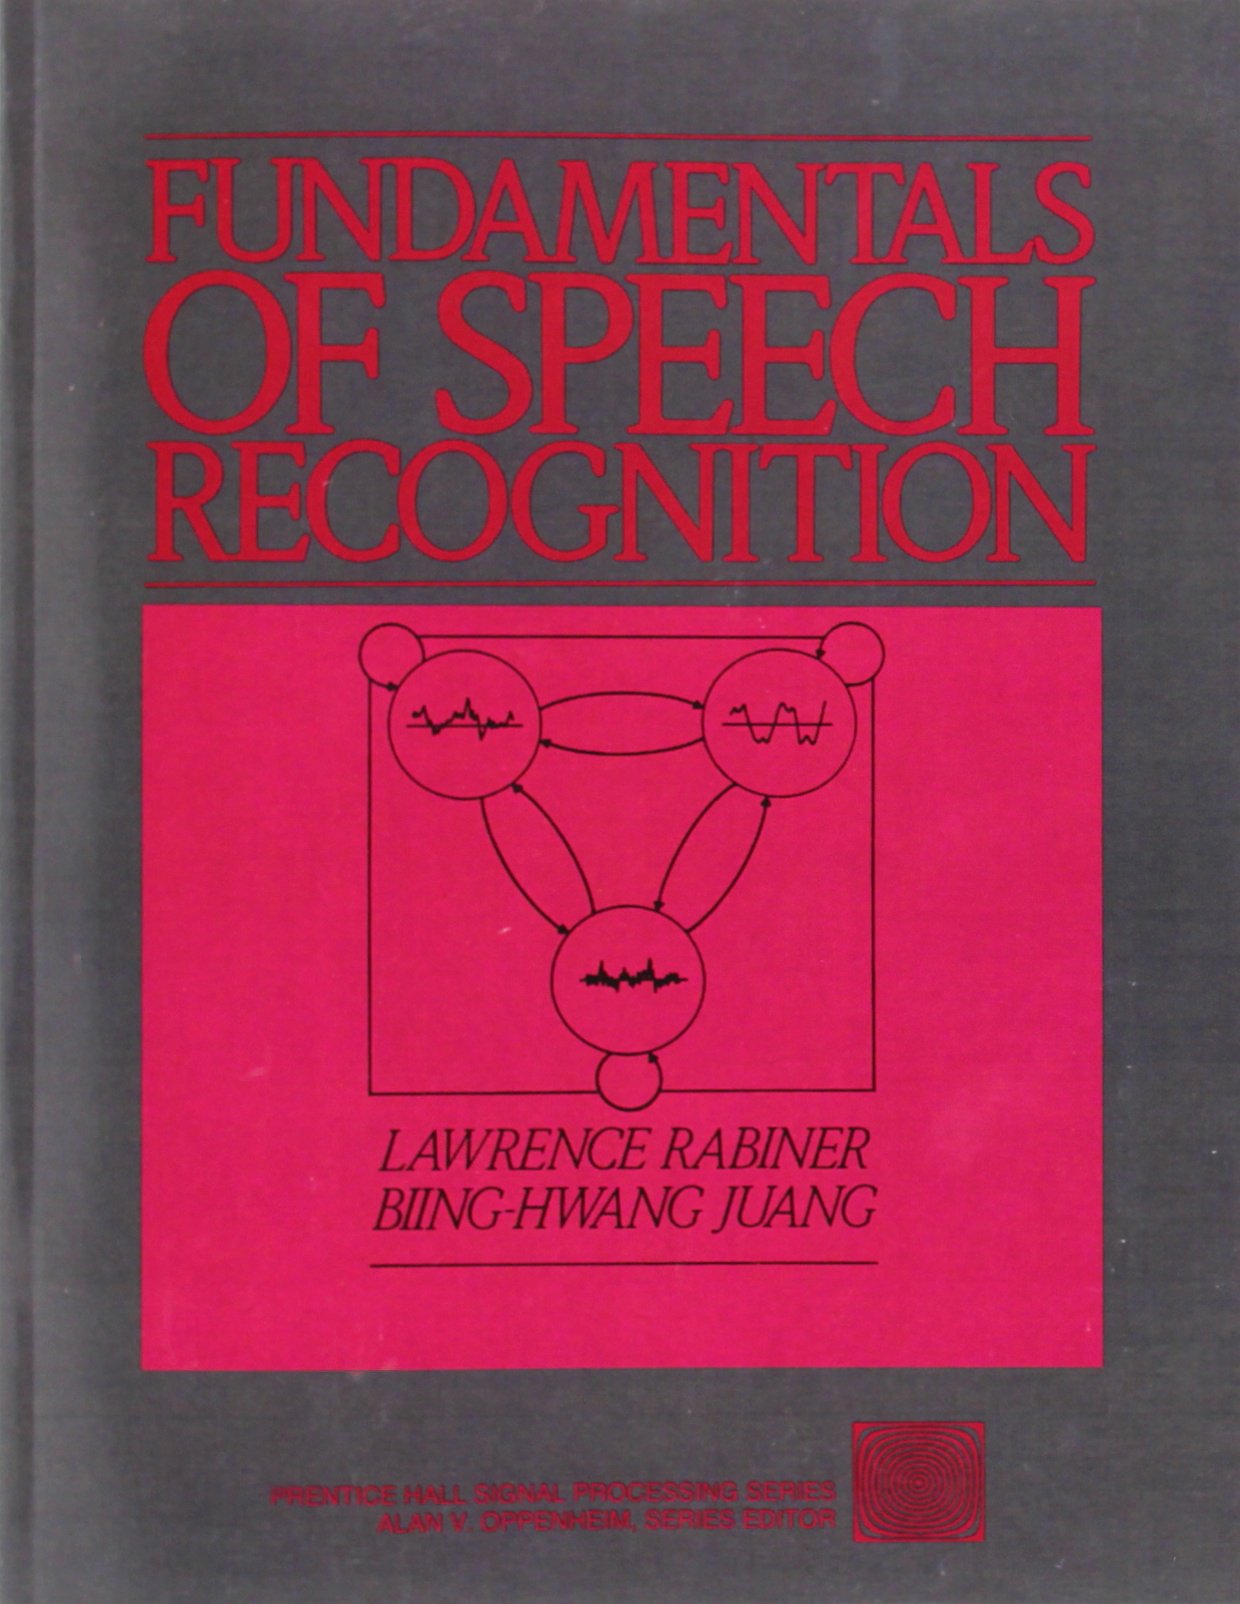 FUNDAMENTALS
OF SPEECH
RECOGNITION
LAWRENCE RABINER
BIING-HWANG JUANG
PRENTICE HALL SIGNAL PROCESSING SERIES
ALAN V. OPPENHEIM, SERIES EDITOR